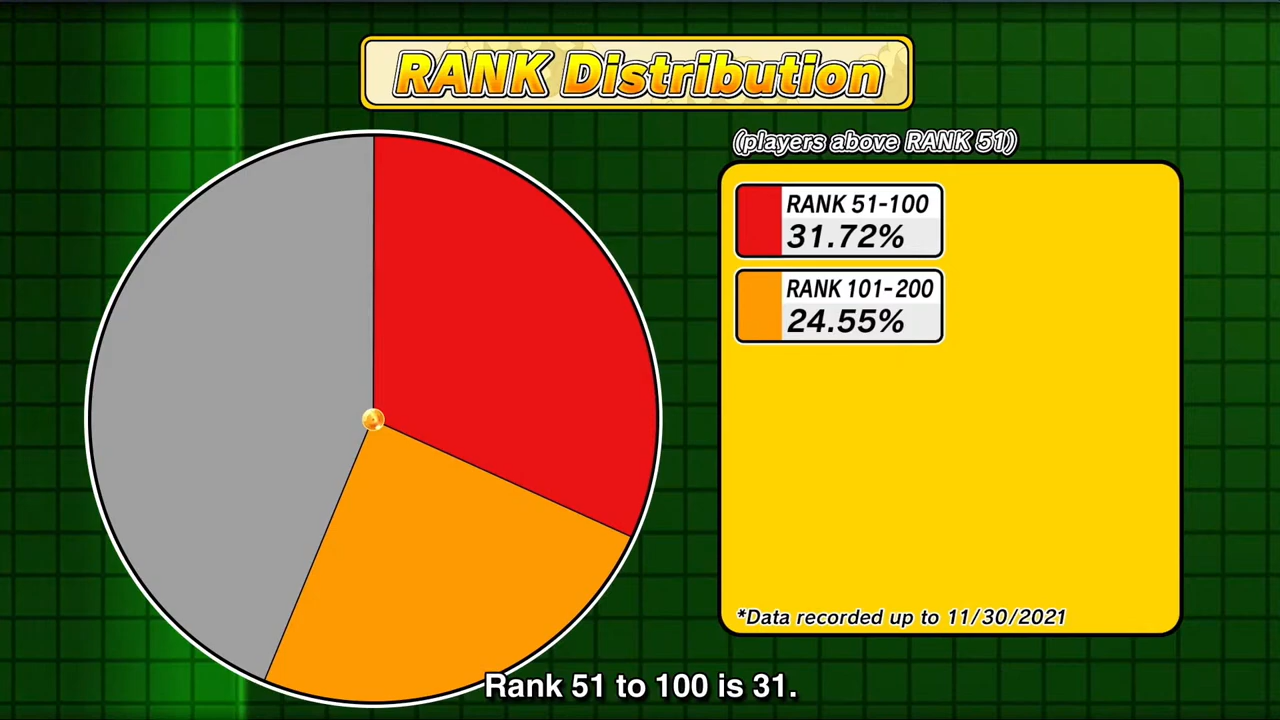 RANK Distribution
(players above RANK 51)
RANK 51-100
31.72%
RANK 101-200
24.55%
*Data recorded up to 11/30/2021
Rank 51 to 100 is 31.